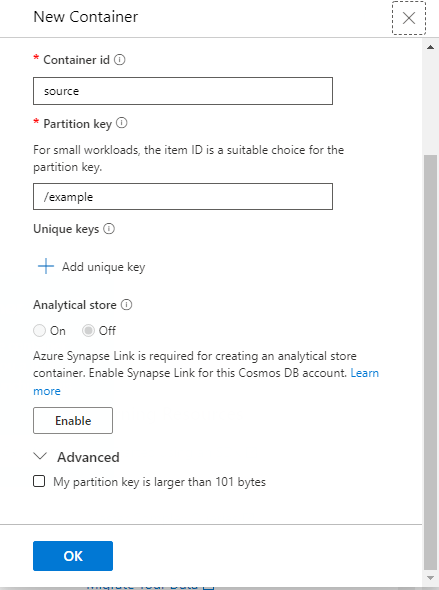 New Container
* Container id
source
* Partition key
For small workloads, the item ID is a suitable choice for the
partition key.
/example
Unique keys
Add unique key
Analytical store
On Off
Azure Synapse Link is required for creating an analytical store
container. Enable Synapse Link for this Cosmos DB account. Learn
more
Enable
Advanced
My partition key is larger than 101 bytes
OK
Migrate Your Data